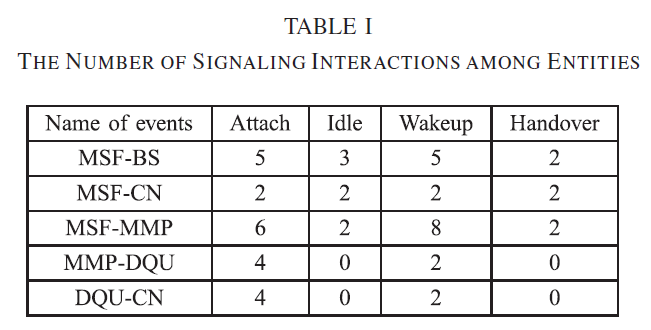 TABLE I
THE NUMBER OF SIGNALING INTERACTIONS AMONG ENTITIES
Name of events Attach Idle Wakeup Handover
MSF-BS 5 3 5 2
MSF-CN 2 2 2 2
MSF-MMP 6 2 8 2
MMP-DQU 4 0 2 0
DQU-CN 4 0 2 0